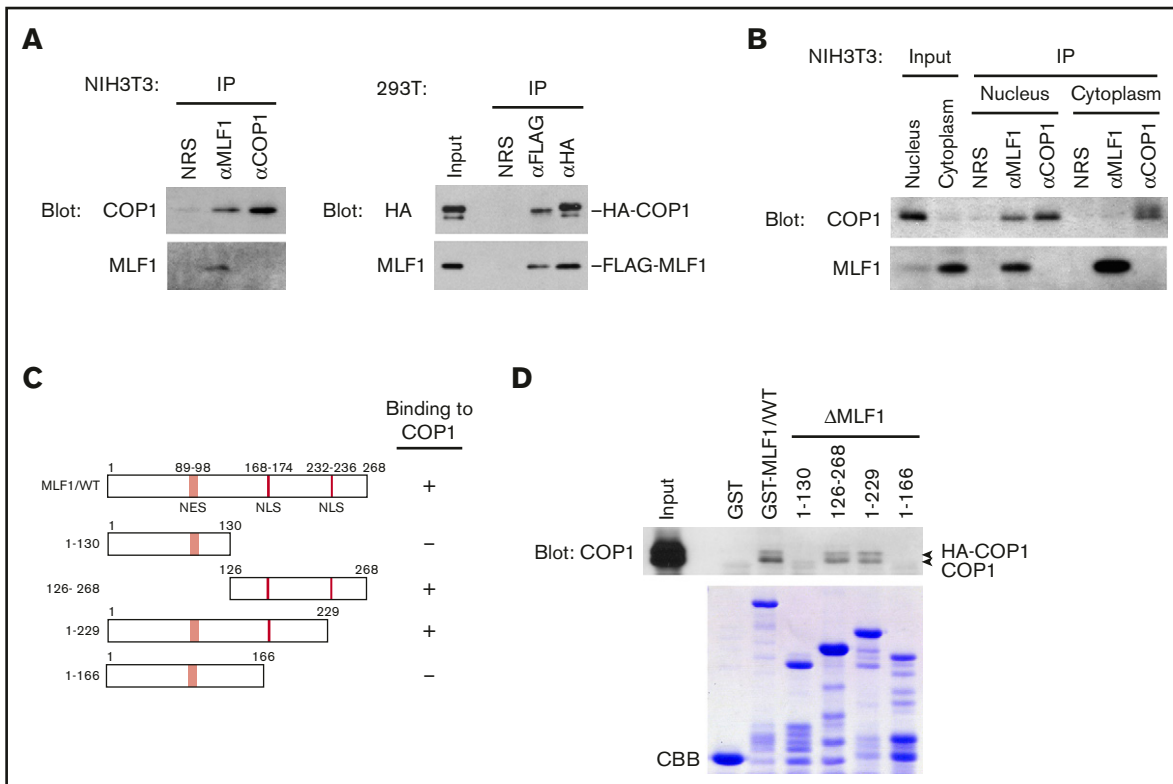 A
NIH3T3: IP
NRS
αMLF1
αCOP1
Blot: COP1
MLF1
293T: IP
Input
NRS
αFLAG
αHA
Blot: HA –HA-COP1
MLF1 –FLAG-MLF1
B
NIH3T3: Input IP
Nucleus Cytoplasm
Nucleus
Cytoplasm
NRS
αMLF1
αCOP1
NRS
αMLF1
αCOP1
Blot: COP1
MLF1
C
Binding to
COP1
1 89-98 168-174 232-236 268
MLF1/WT +
NES NLS NLS
1 130
1-130 –
126 268
126- 268 +
1 229
1-229 +
1 166
1-166 –
D
ΔMLF1
Input
GST
GST-MLF1/WT
1-130
126-268
1-229
1-166
Blot: COP1 HA-COP1
COP1
CBB